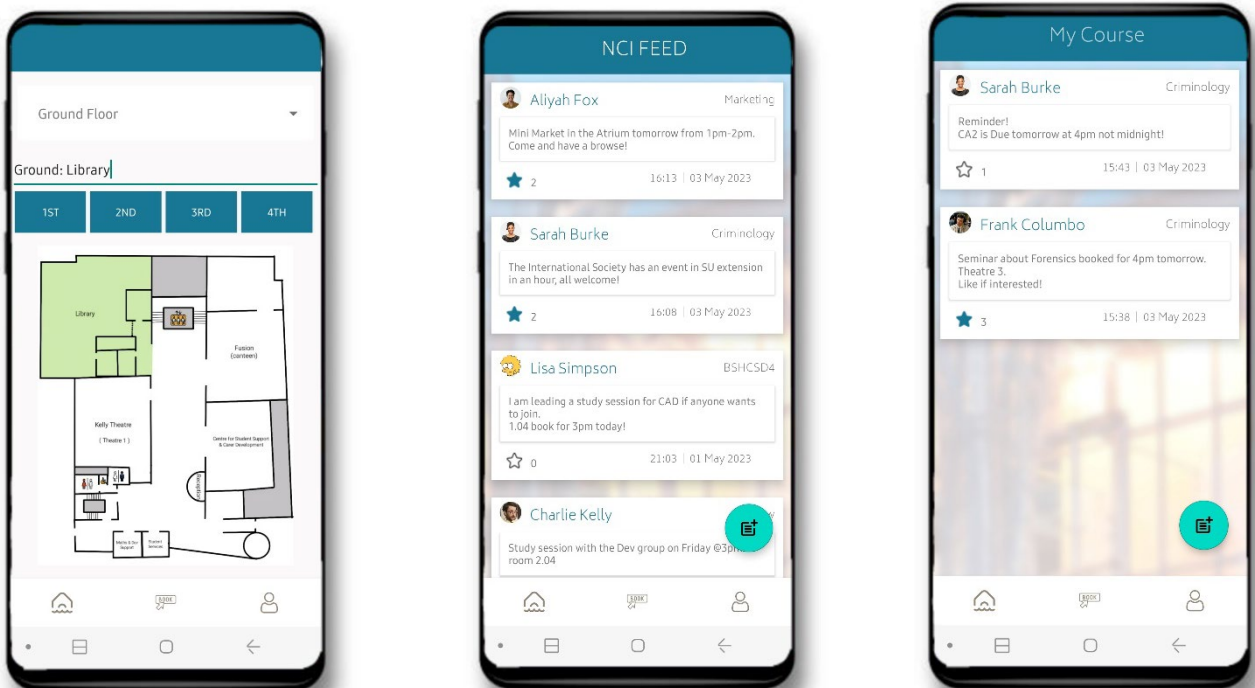 Ground Floor
Ground: Library
1ST 2ND 3RD 4TH
Library
Fusion
(canteen)
Kelly Theatre
( Theatre 1 )
Centre for Student Support
& Career Development
Reception
Support
BOOK
NCI FEED
Aliyah Fox Marketing
Mini Market in the Atrium tomorrow from 1pm-2pm.
Come and have a browse!
2 16:13 | 03 May 2023
Sarah Burke Criminology
The International Society has an event in SU extension
in an hour, all welcome!
2 16:08 | 03 May 2023
Lisa Simpson BSHCSD4
I am leading a study session for CAD if anyone wants
to join.
1.04 book for 3pm today!
0 21:03 | 01 May 2023
Charlie Kelly
Study session with the Dev group on Friday
room 2.04
BOOK
My Course
Sarah Burke Criminology
Reminder!
CA2 is Due tomorrow at 4pm not midnight!
1 15:43 | 03 May 2023
Frank Columbo Criminology
Seminar about Forensics booked for 4pm tomorrow.
Theatre 3.
Like if interested!
3 15:38 | 03 May 2023
BOOK